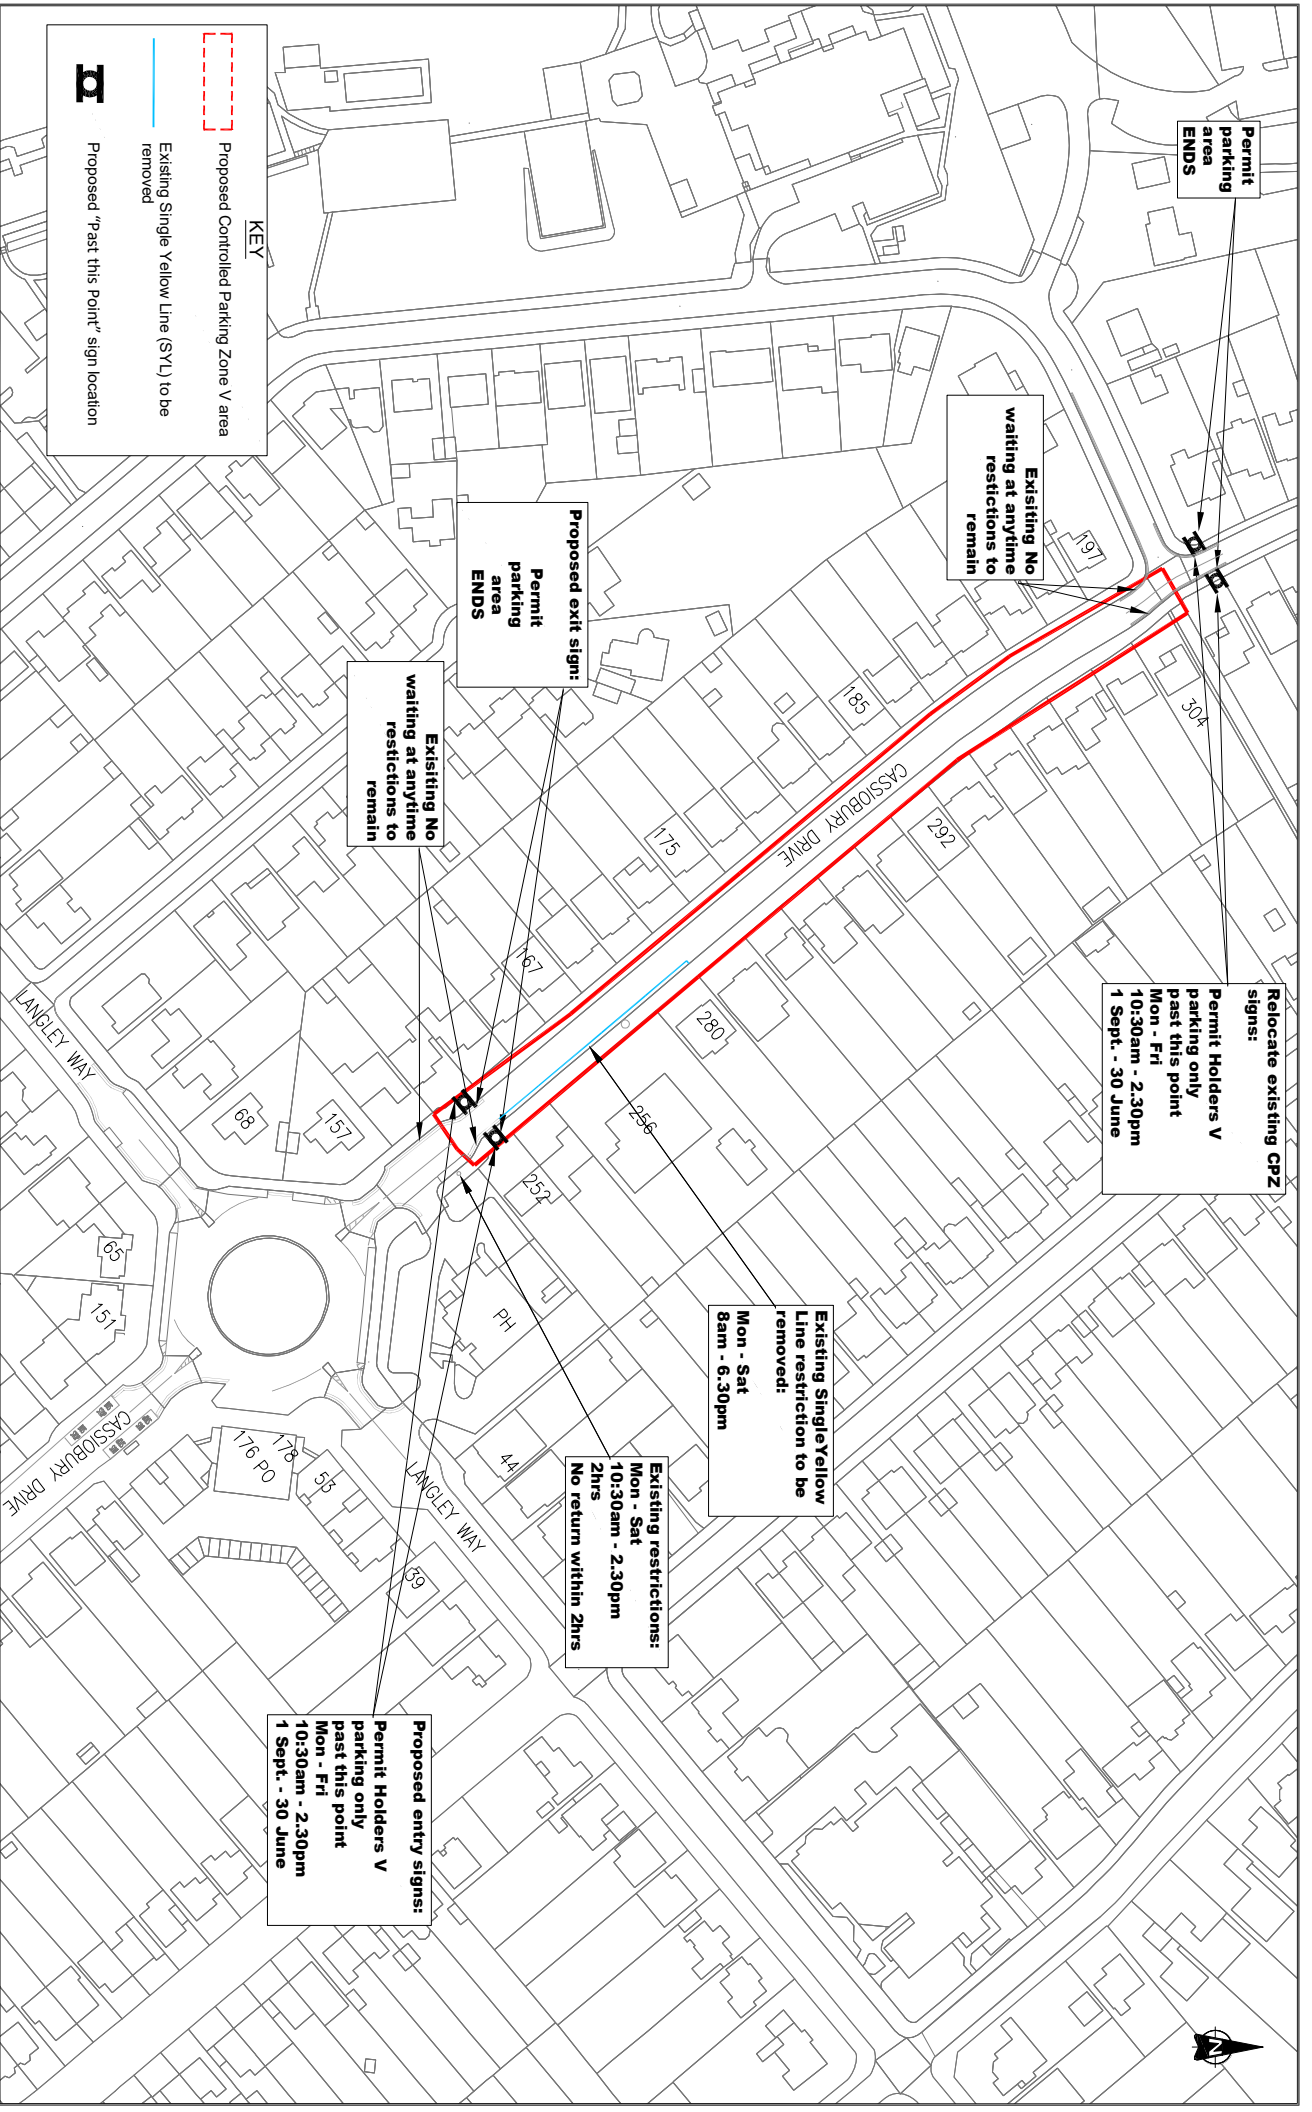 Permit
parking
area
ENDS
Relocate existing CPZ
signs:
Permit Holders V
parking only
past this point
Mon - Fri
10:30am - 2.30pm
1 Sept. - 30 June
Exisiting No
waiting at anytime
restictions to
remain
197
304
185
292
CASSIOBURY DRIVE
175
280
167
256
252
Proposed exit sign:
Permit
parking
area
ENDS
Exisiting No
waiting at anytime
restictions to
remain
Existing Single Yellow
Line restriction to be
removed:
Mon - Sat
8am - 6.30pm
Existing restrictions:
Mon - Sat
10:30am - 2.30pm
2hrs
No return within 2hrs
Proposed entry signs:
Permit Holders V
parking only
past this point
Mon - Fri
10:30am - 2.30pm
1 Sept. - 30 June
PH
44
LANGLEY WAY
68
157
65
151
LANGLEY WAY
39
53
178
176 PO
CASSIOBURY DRIVE
N
KEY
Proposed Controlled Parking Zone V area
Existing Single Yellow Line (SYL) to be
removed
Proposed "Past this Point" sign location